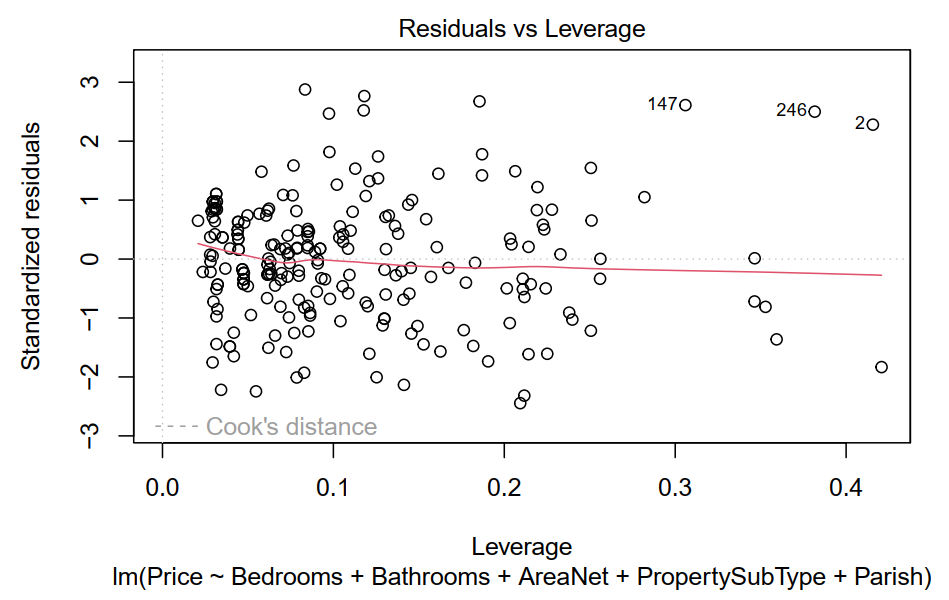 Residuals vs Leverage
Standardized residuals
3
2
1
0
−1
−2
−3
147
246
2
Cook's distance
0.0 0.1 0.2 0.3 0.4
Leverage
lm(Price ~ Bedrooms + Bathrooms + AreaNet + PropertySubType + Parish)